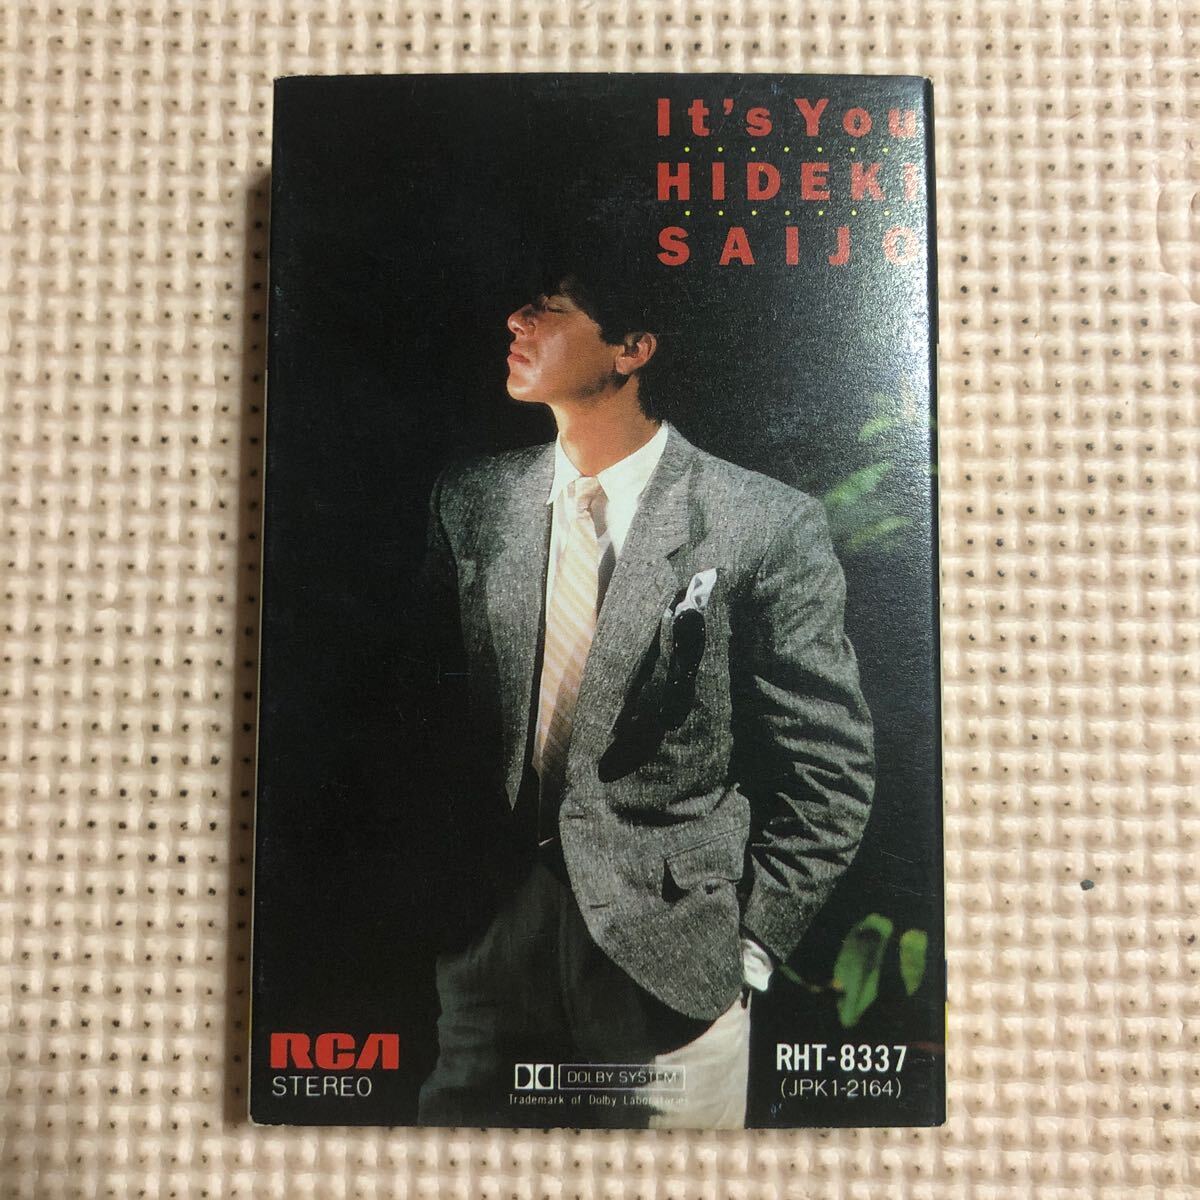 It's You
HIDEKI
SAIJO
RCA
STEREO
DOLBY SYSTEM
Trademark of Dolby Laboratories
RHT-8337
(JPK1-2164)